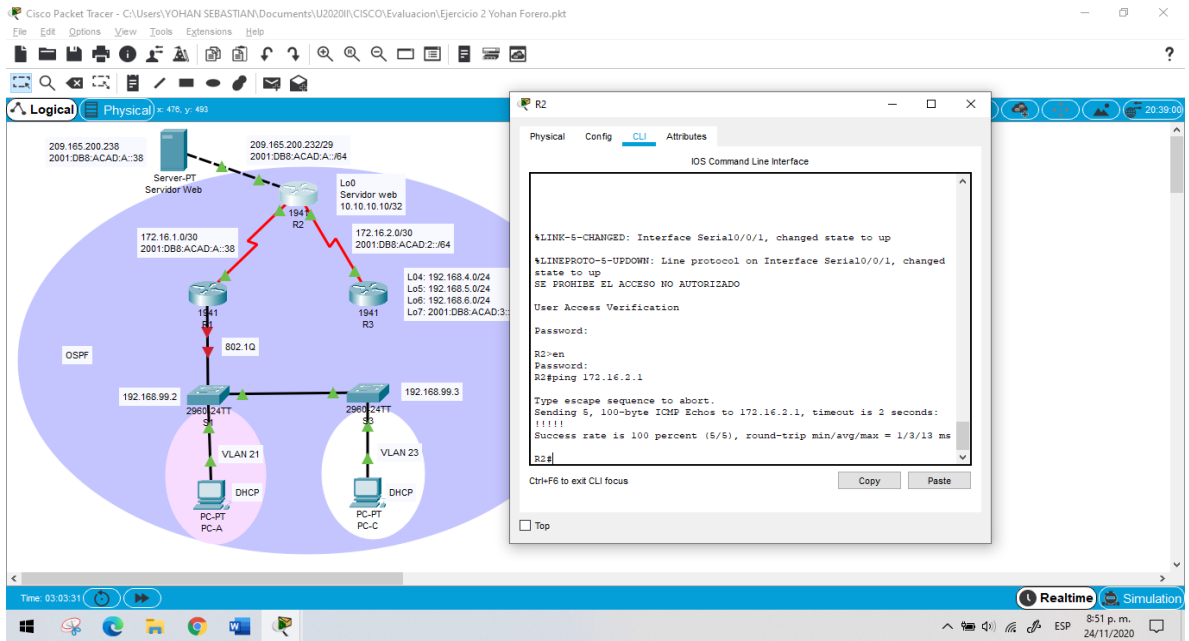 Cisco Packet Tracer - C:\Users\YOHAN SEBASTIAN\Documents\U2020II\CISCO\Evaluacion\Ejercicio 2 Yohan Forero.pkt
File Edit Options View Tools Extensions Help
?
Logical Physical x: 476, y: 493
20:39:00
209.165.200.238
2001:DB8:ACAD:A::38
Server-PT
Servidor Web
209.165.200.232/29
2001:DB8:ACAD:A::/64
Lo0
Servidor web
10.10.10.10/32
1941
R2
172.16.1.0/30
2001:DB8:ACAD:A::38
172.16.2.0/30
2001:DB8:ACAD:2::/64
L04: 192.168.4.0/24
Lo5: 192.168.5.0/24
Lo6: 192.168.6.0/24
Lo7: 2001:DB8:ACAD:3:
1941
R1
1941
R3
OSPF
802.1Q
192.168.99.2
2960-24TT
S1
2960-24TT
S3
192.168.99.3
VLAN 21
VLAN 23
DHCP
DHCP
PC-PT
PC-A
PC-PT
PC-C
R2
Physical Config CLI Attributes
IOS Command Line Interface
%LINK-5-CHANGED: Interface Serial0/0/1, changed state to up
%LINEPROTO-5-UPDOWN: Line protocol on Interface Serial0/0/1, changed
state to up
SE PROHIBE EL ACCESO NO AUTORIZADO
User Access Verification
Password:
R2>en
Password:
R2#ping 172.16.2.1
Type escape sequence to abort.
Sending 5, 100-byte ICMP Echos to 172.16.2.1, timeout is 2 seconds:
!!!!!
Success rate is 100 percent (5/5), round-trip min/avg/max = 1/3/13 ms
R2#
Ctrl+F6 to exit CLI focus
Copy
Paste
Top
Time: 03:03:31
Realtime
Simulation
ESP
8:51 p. m.
24/11/2020